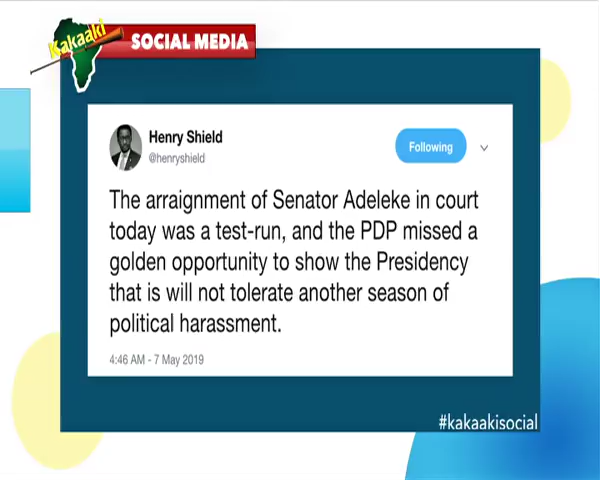 Kakaaki
SOCIAL MEDIA
Henry Shield
@henryshield
Following
The arraignment of Senator Adeleke in court
today was a test-run, and the PDP missed a
golden opportunity to show the Presidency
that is will not tolerate another season of
political harassment.
4:46 AM - 7 May 2019
#kakaakisocial